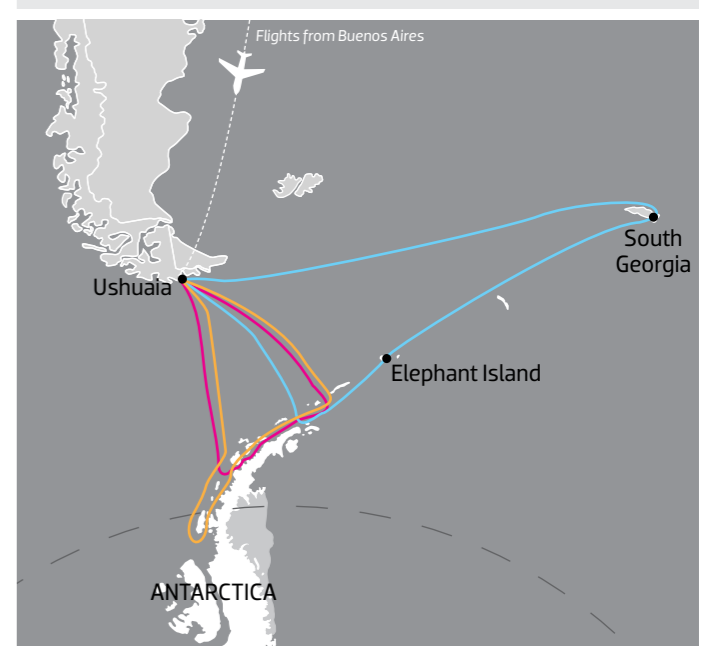 Flights from Buenos Aires
South
Georgia
Ushuaia
Elephant Island
ANTARCTICA